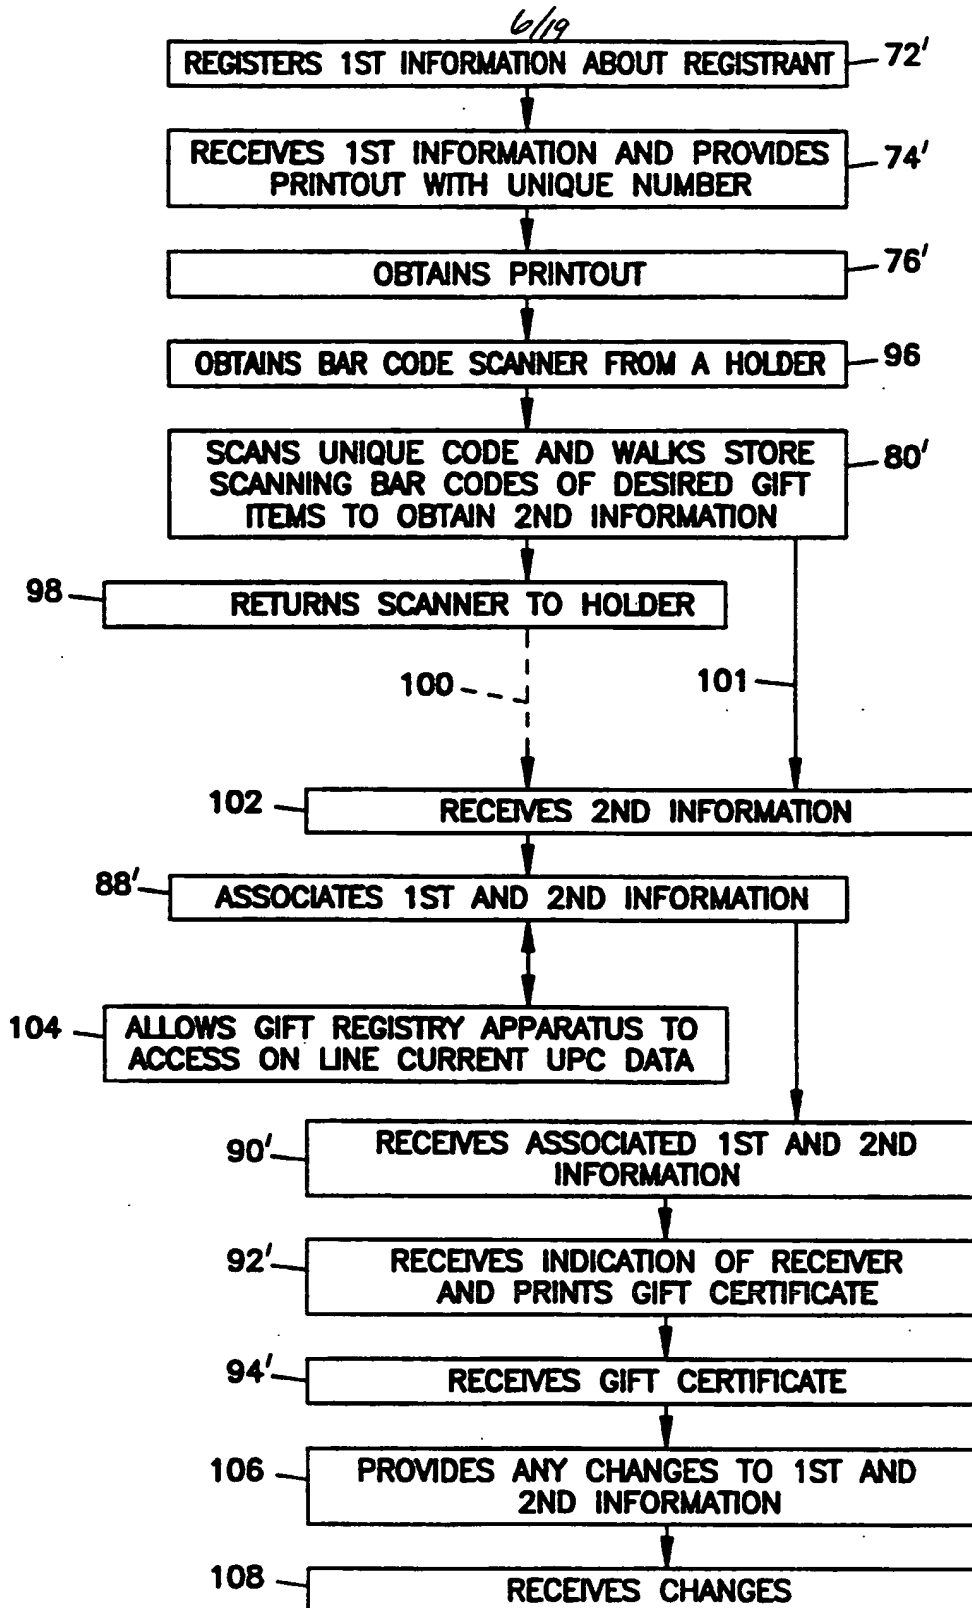 6/19
REGISTERS 1ST INFORMATION ABOUT REGISTRANT
72'
RECEIVES 1ST INFORMATION AND PROVIDES
PRINTOUT WITH UNIQUE NUMBER
74'
OBTAINS PRINTOUT
76'
OBTAINS BAR CODE SCANNER FROM A HOLDER
96
SCANS UNIQUE CODE AND WALKS STORE
SCANNING BAR CODES OF DESIRED GIFT
ITEMS TO OBTAIN 2ND INFORMATION
80'
98
RETURNS SCANNER TO HOLDER
100
101
102
RECEIVES 2ND INFORMATION
88'
ASSOCIATES 1ST AND 2ND INFORMATION
104
ALLOWS GIFT REGISTRY APPARATUS TO
ACCESS ON LINE CURRENT UPC DATA
90'
RECEIVES ASSOCIATED 1ST AND 2ND
INFORMATION
92'
RECEIVES INDICATION OF RECEIVER
AND PRINTS GIFT CERTIFICATE
94'
RECEIVES GIFT CERTIFICATE
106
PROVIDES ANY CHANGES TO 1ST AND
2ND INFORMATION
108
RECEIVES CHANGES